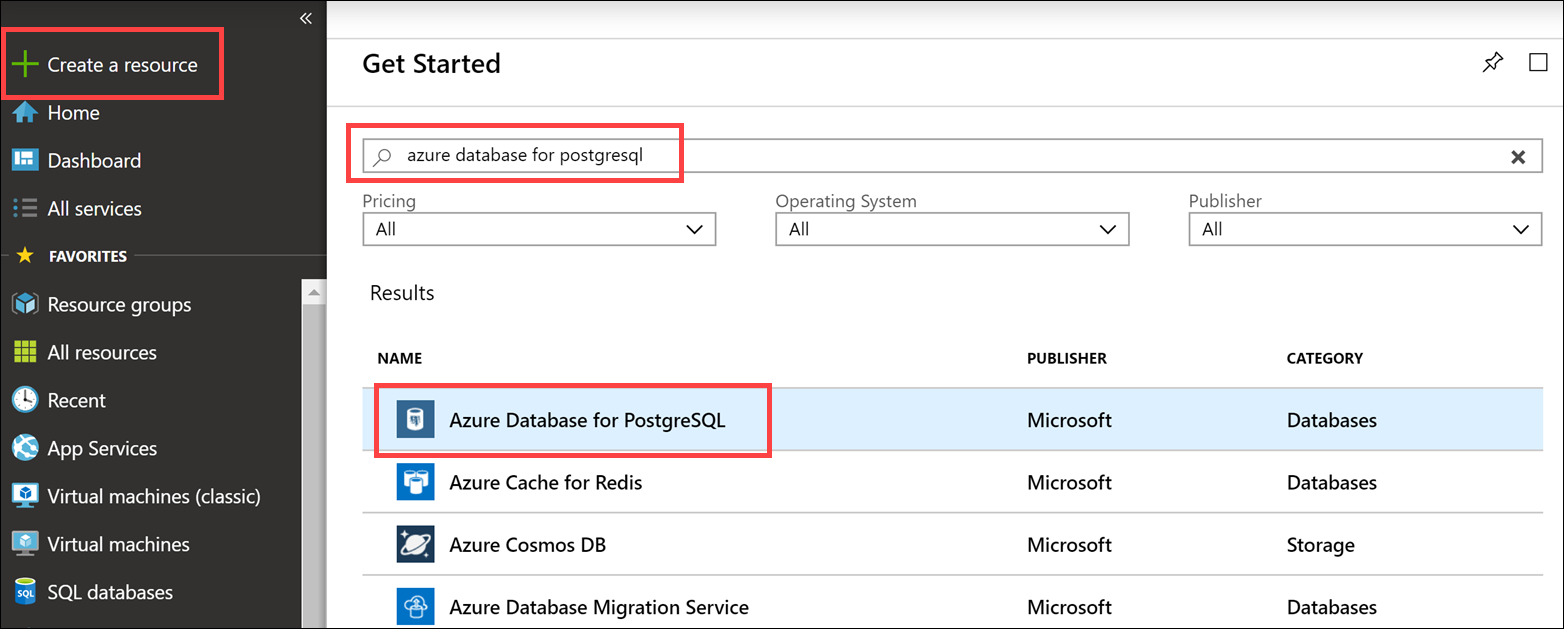 «
Create a resource
Home
Dashboard
All services
FAVORITES
Resource groups
All resources
Recent
App Services
Virtual machines (classic)
Virtual machines
SQL
SQL databases
Get Started
azure database for postgresql
Pricing Operating System Publisher
All All All
Results
NAME PUBLISHER CATEGORY
Azure Database for PostgreSQL Microsoft Databases
Azure Cache for Redis Microsoft Databases
Azure Cosmos DB Microsoft Storage
Azure Database Migration Service Microsoft Databases